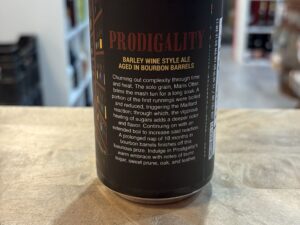 PRODIGALITY
BARLEY WINE STYLE ALE
AGED IN BOURBON BARRELS
Churning out complexity through time
and heat. The sole grain, Maris Otter,
brims the mash tun for a long soak. A
portion of the first runnings were boiled
and reduced, triggering the Maillard
reaction; through which, the vigorous
heating of sugars adds a deeper color
and flavor. Continuing on with an
extended boil to increase said reaction.
A prolonged nap of 18 months in
bourbon barrels finishes off this
luxurious prize. Indulge in Prodigality's
warm embrace with notes of burnt
sugar, sweet prune, oak, and leather.